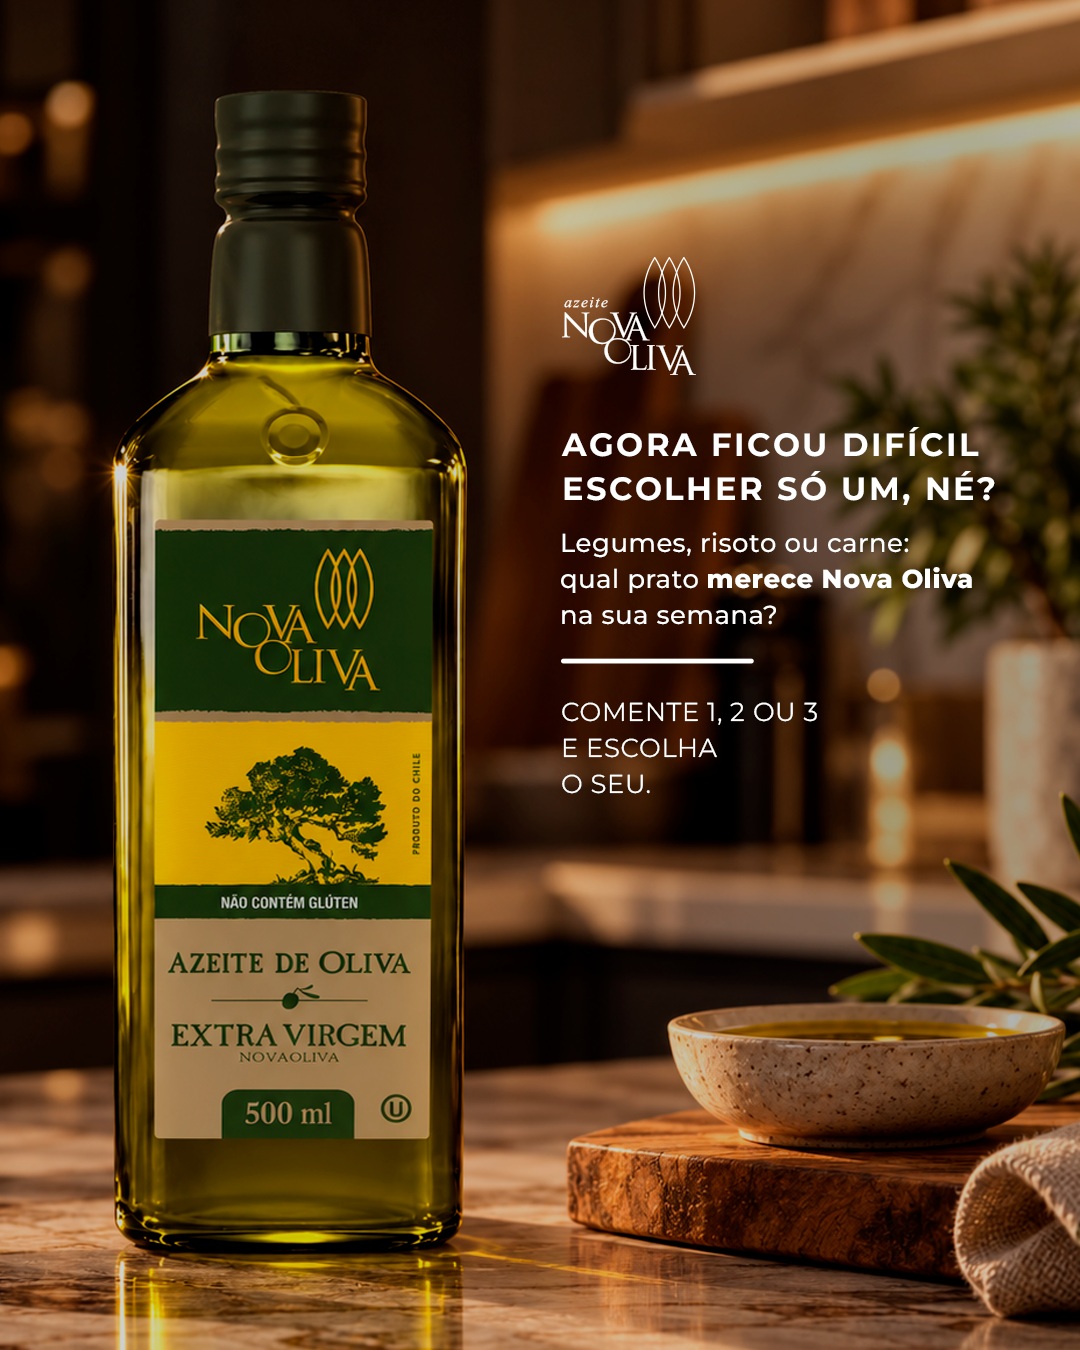 azeite
NOVA
OLIVA
AGORA FICOU DIFÍCIL
ESCOLHER SÓ UM, NÉ?
Legumes, risoto ou carne:
qual prato merece Nova Oliva
na sua semana?
COMENTE 1, 2 OU 3
E ESCOLHA
O SEU.
NOVA
OLIVA
PRODUTO DO CHILE
NÃO CONTÉM GLÚTEN
AZEITE DE OLIVA
EXTRA VIRGEM
NOVAOLIVA
500 ml
U